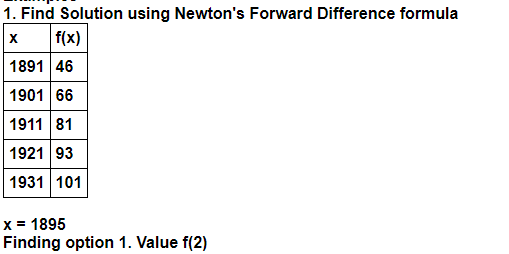 1. Find Solution using Newton's Forward Difference formula
x f(x)
1891 46
1901 66
1911 81
1921 93
1931 101
x = 1895
Finding option 1. Value f(2)